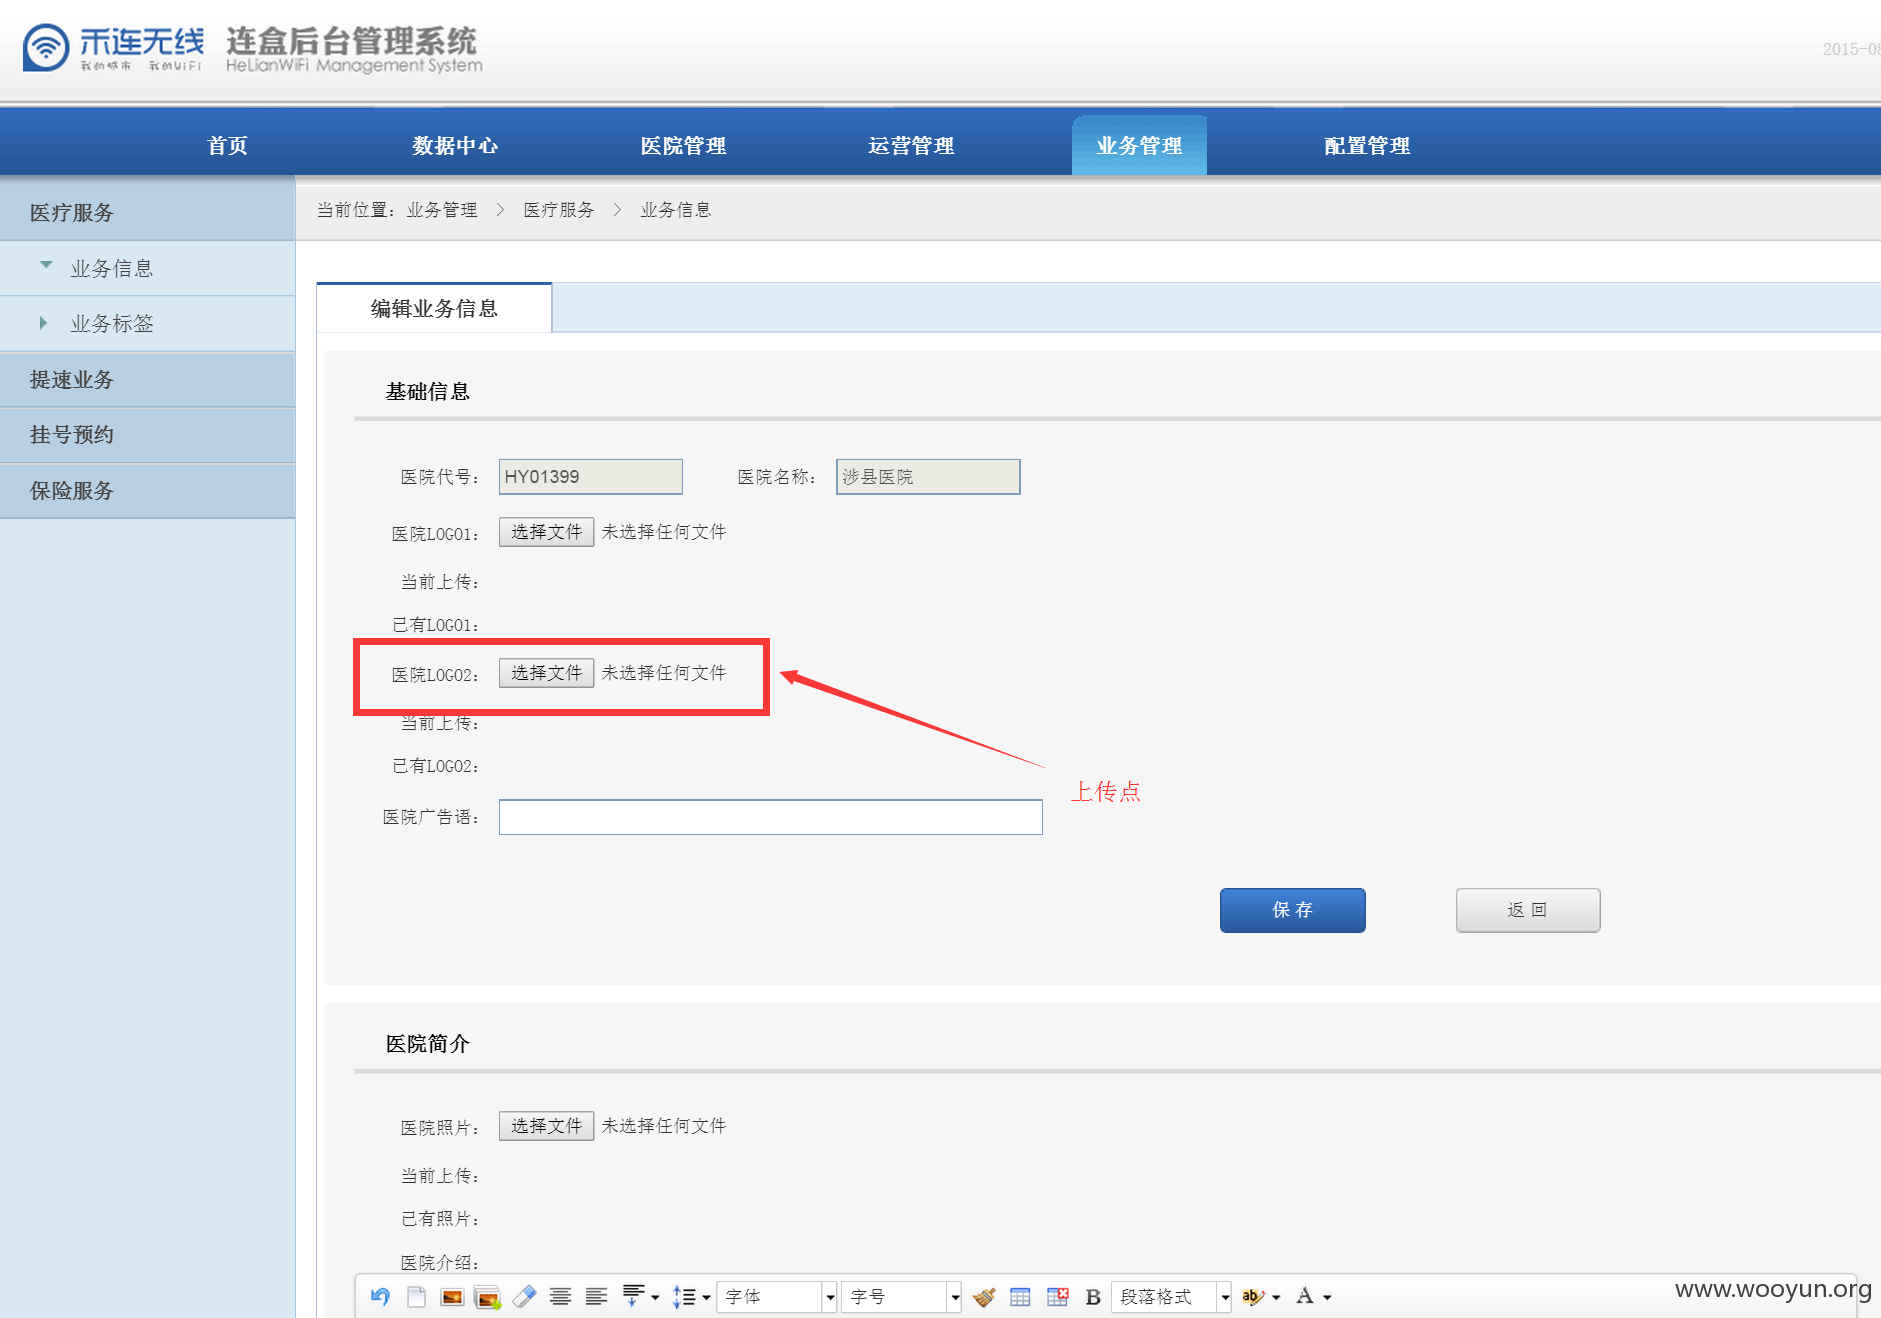 禾连无线
我的城市 我的WiFi
连盒后台管理系统
HeLianWiFi Management System
2015-08
首页 数据中心 医院管理 运营管理 业务管理 配置管理
医疗服务
业务信息
业务标签
提速业务
挂号预约
保险服务
当前位置：业务管理 > 医疗服务 > 业务信息
编辑业务信息
基础信息
医院代号： HY01399 医院名称： 涉县医院
医院LOGO1： 选择文件 未选择任何文件
当前上传：
已有LOGO1：
医院LOGO2： 选择文件 未选择任何文件
当前上传：
已有LOGO2：
上传点
医院广告语：
保 存 返 回
医院简介
医院照片： 选择文件 未选择任何文件
当前上传：
已有照片：
医院介绍：
字体 字号 B 段落格式 ab A
www.wooyun.org